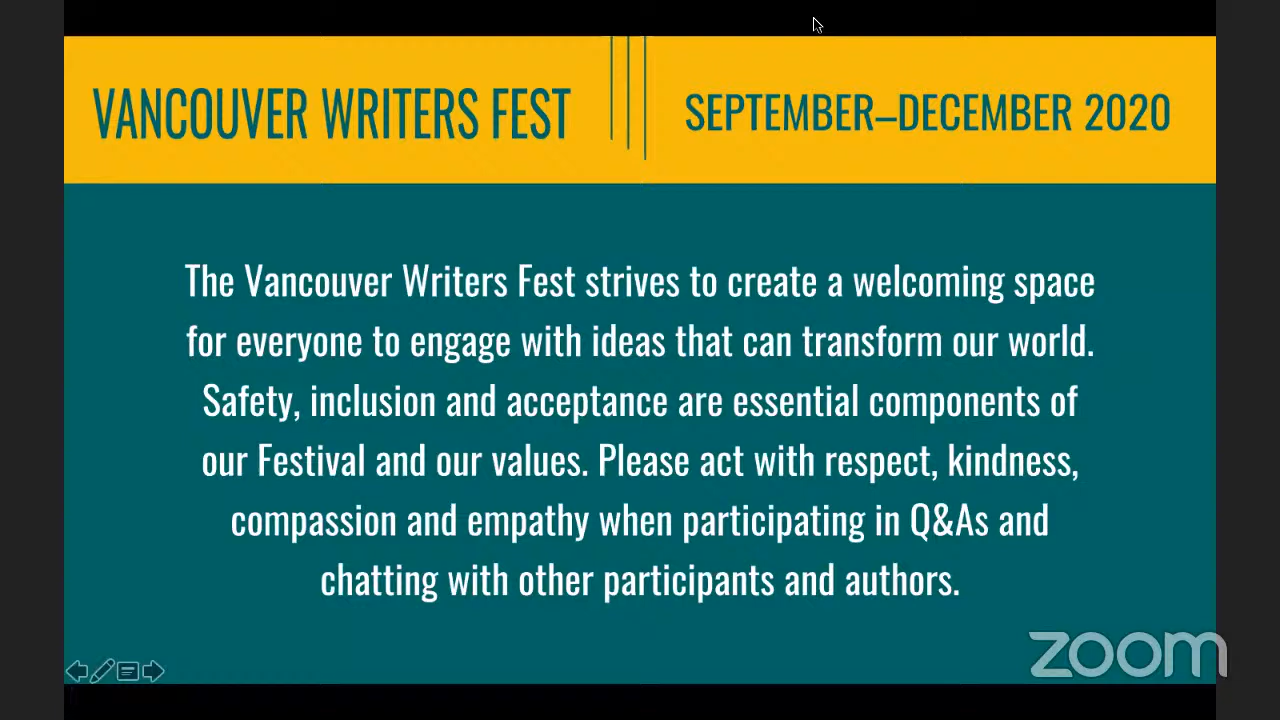 VANCOUVER WRITERS FEST
SEPTEMBER–DECEMBER 2020
The Vancouver Writers Fest strives to create a welcoming space
for everyone to engage with ideas that can transform our world.
Safety, inclusion and acceptance are essential components of
our Festival and our values. Please act with respect, kindness,
compassion and empathy when participating in Q&As and
chatting with other participants and authors.
zoom